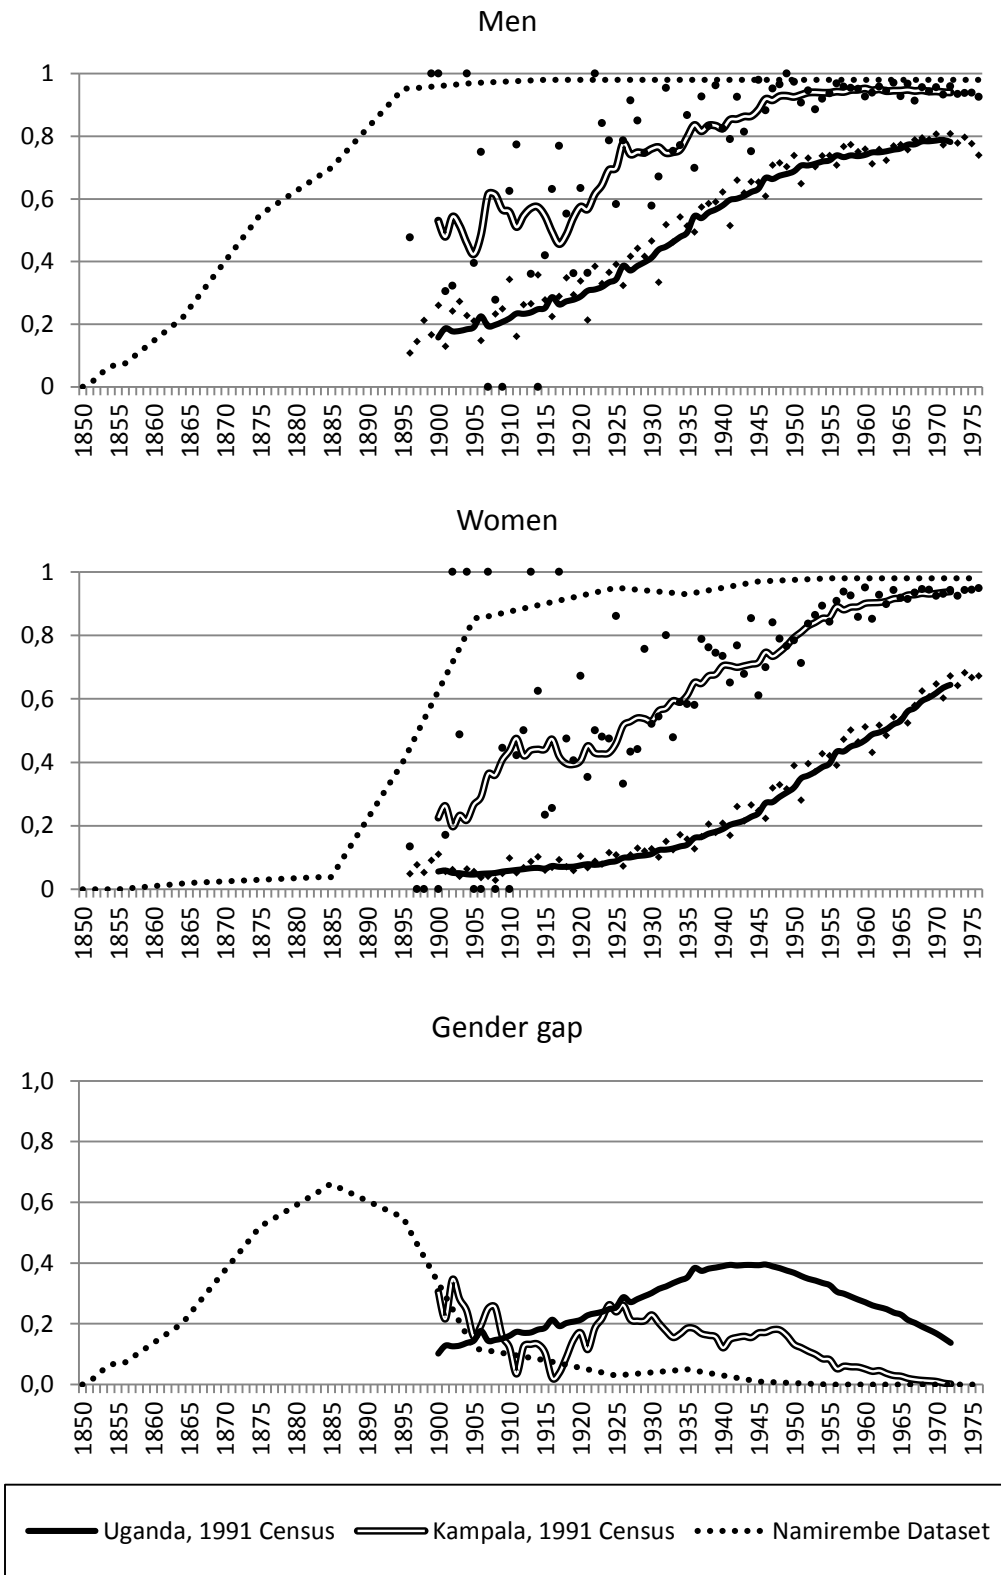 Men
1
0,8
0,6
0,4
0,2
0
1850 1855 1860 1865 1870 1875 1880 1885 1890 1895 1900 1905 1910 1915 1920 1925 1930 1935 1940 1945 1950 1955 1960 1965 1970 1975
Women
1
0,8
0,6
0,4
0,2
0
1850 1855 1860 1865 1870 1875 1880 1885 1890 1895 1900 1905 1910 1915 1920 1925 1930 1935 1940 1945 1950 1955 1960 1965 1970 1975
Gender gap
1,0
0,8
0,6
0,4
0,2
0,0
1850 1855 1860 1865 1870 1875 1880 1885 1890 1895 1900 1905 1910 1915 1920 1925 1930 1935 1940 1945 1950 1955 1960 1965 1970 1975
Uganda, 1991 Census Kampala, 1991 Census Namirembe Dataset